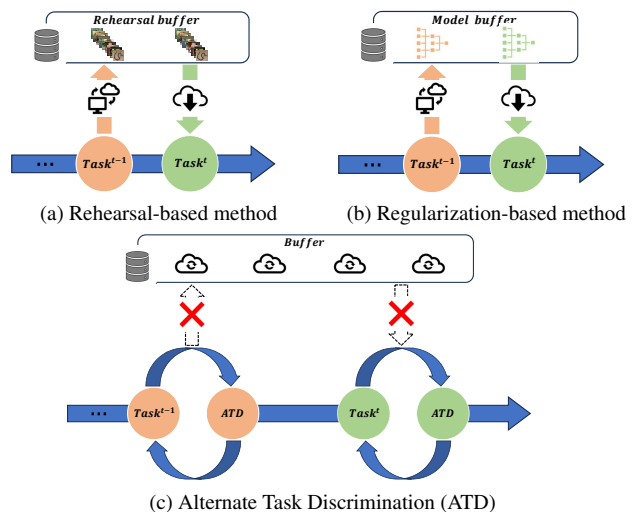 Rehearsal buffer
Model buffer
... Task^{t-1} Task^{t}
... Task^{t-1} Task^{t}
(a) Rehearsal-based method
(b) Regularization-based method
Buffer
... Task^{t-1} ATD Task^{t} ATD
(c) Alternate Task Discrimination (ATD)